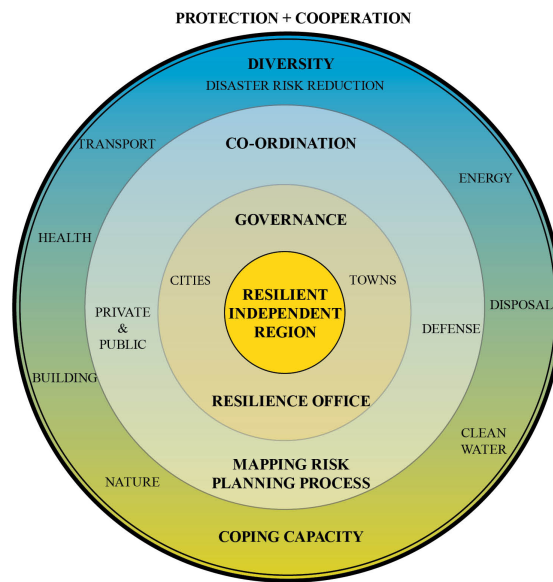 PROTECTION + COOPERATION
DIVERSITY
DISASTER RISK REDUCTION
TRANSPORT
CO-ORDINATION
ENERGY
GOVERNANCE
HEALTH
CITIES
TOWNS
RESILIENT
INDEPENDENT
REGION
PRIVATE
&
PUBLIC
DISPOSAL
DEFENSE
BUILDING
RESILIENCE OFFICE
CLEAN
WATER
MAPPING RISK
PLANNING PROCESS
NATURE
COPING CAPACITY